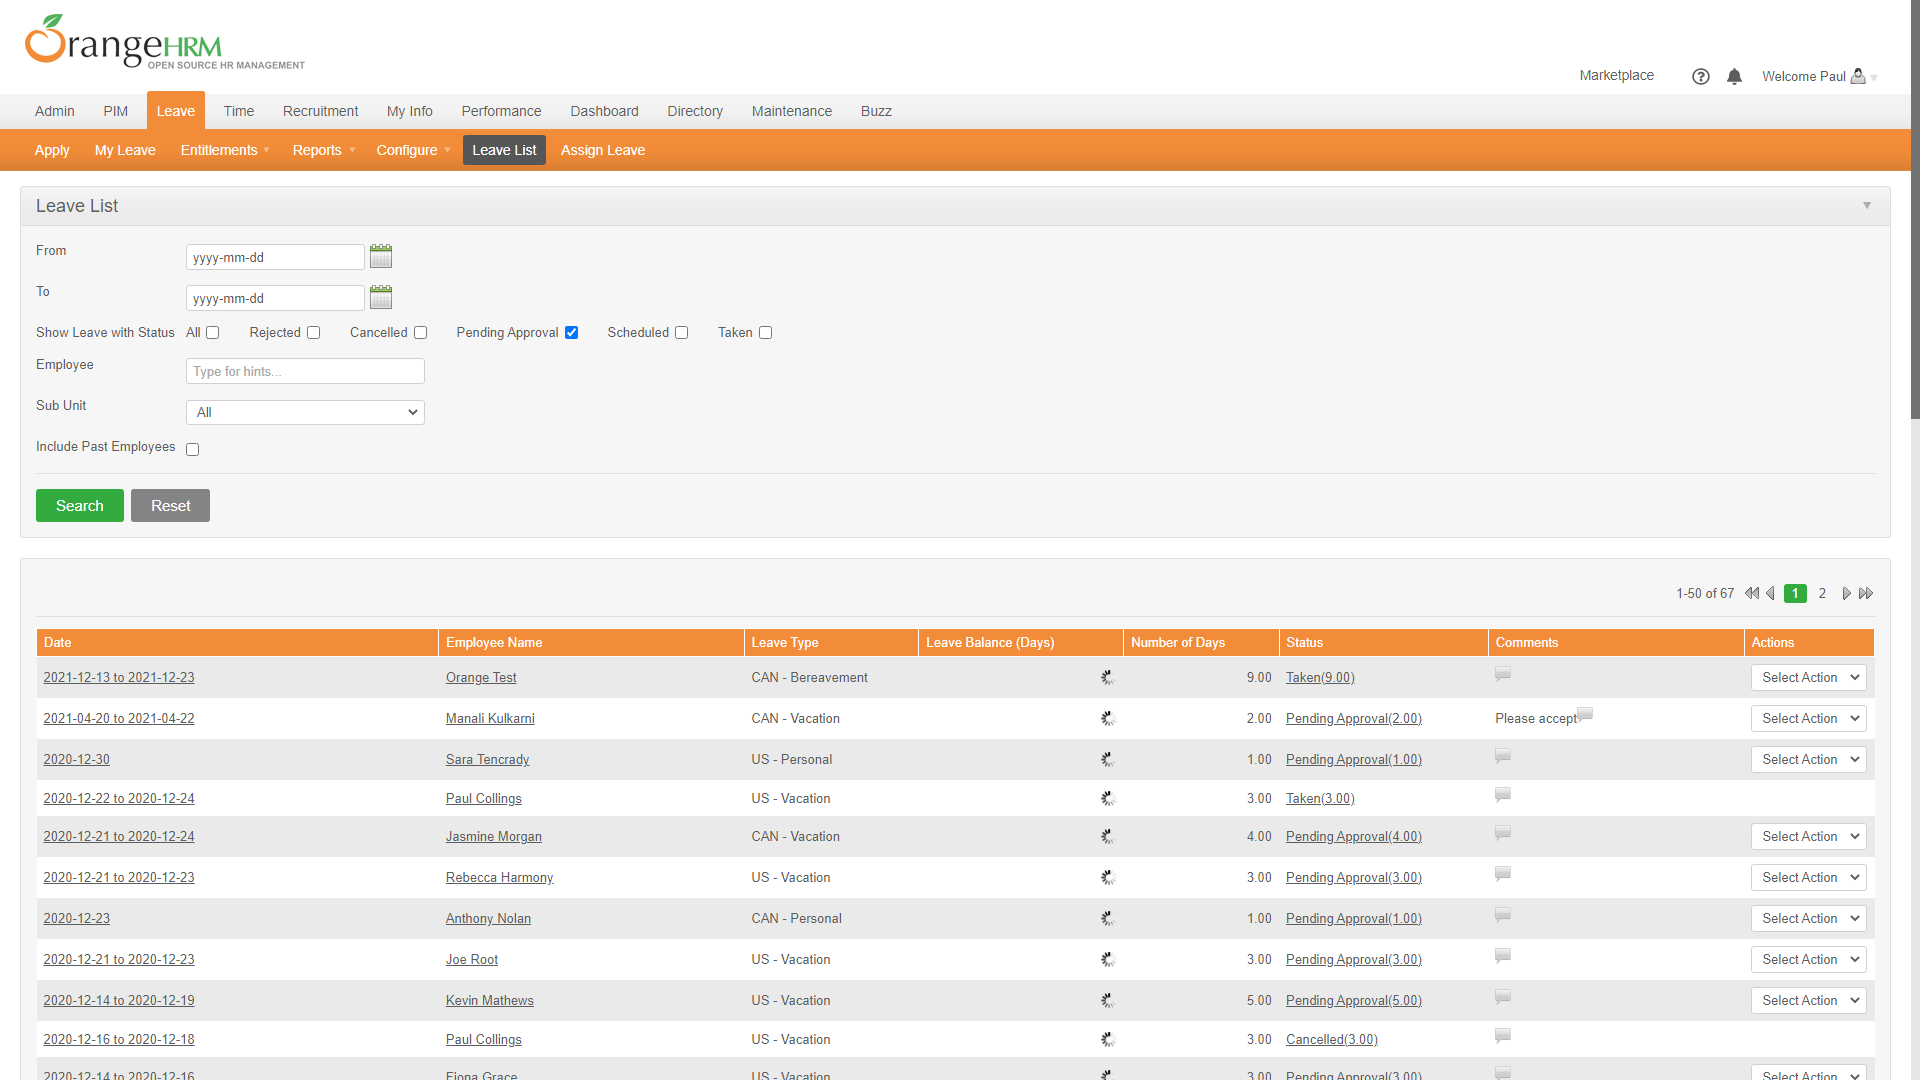 OrangeHRM
OPEN SOURCE HR MANAGEMENT
Marketplace Welcome Paul
Admin PIM Leave Time Recruitment My Info Performance Dashboard Directory Maintenance Buzz
Apply My Leave Entitlements Reports Configure Leave List Assign Leave
Leave List
From yyyy-mm-dd
To yyyy-mm-dd
Show Leave with Status All Rejected Cancelled Pending Approval Scheduled Taken
Employee Type for hints...
Sub Unit All
Include Past Employees
Search Reset
1-50 of 67 1 2
Date Employee Name Leave Type Leave Balance (Days) Number of Days Status Comments Actions
2021-12-13 to 2021-12-23 Orange Test CAN - Bereavement 9.00 Taken(9.00) Select Action
2021-04-20 to 2021-04-22 Manali Kulkarni CAN - Vacation 2.00 Pending Approval(2.00) Please accept Select Action
2020-12-30 Sara Tencrady US - Personal 1.00 Pending Approval(1.00) Select Action
2020-12-22 to 2020-12-24 Paul Collings US - Vacation 3.00 Taken(3.00)
2020-12-21 to 2020-12-24 Jasmine Morgan CAN - Vacation 4.00 Pending Approval(4.00) Select Action
2020-12-21 to 2020-12-23 Rebecca Harmony US - Vacation 3.00 Pending Approval(3.00) Select Action
2020-12-23 Anthony Nolan CAN - Personal 1.00 Pending Approval(1.00) Select Action
2020-12-21 to 2020-12-23 Joe Root US - Vacation 3.00 Pending Approval(3.00) Select Action
2020-12-14 to 2020-12-19 Kevin Mathews US - Vacation 5.00 Pending Approval(5.00) Select Action
2020-12-16 to 2020-12-18 Paul Collings US - Vacation 3.00 Cancelled(3.00)
2020-12-14 to 2020-12-16 Fiona Grace US - Vacation 3.00 Pending Approval(3.00) Select Action